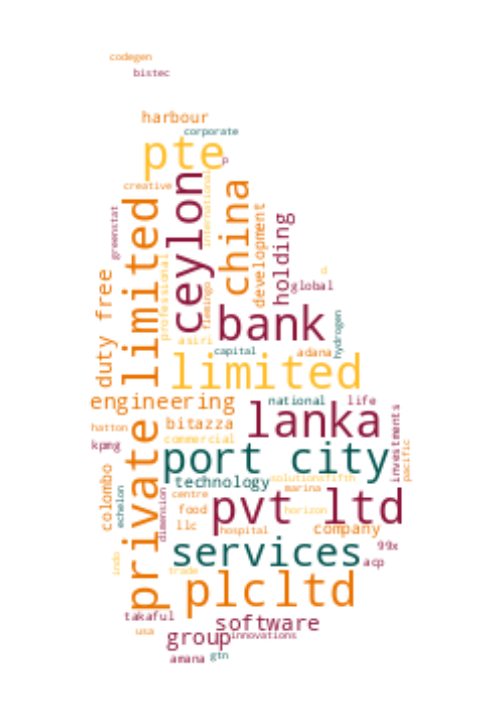 codegen
bistec
harbour
corporate
pte
p
creative
ceylon
international
china
private limited
greenstat
development
holding
professional
flamingo
d
duty free
global
bank
hydrogen
asiri
capital
adana
limited
engineering
national
life
hatton
bitazza
lanka
investments
kpmg
commercial
pacific
port city
colombo
echelon
technology
solutionsfiftn
dimension
centre
marina
pvt ltd
food
horizon
llc
hospital
company
services
99x
indo
trade
acp
plcltd
takaful
software
usa
group
innovations
amana
gtn